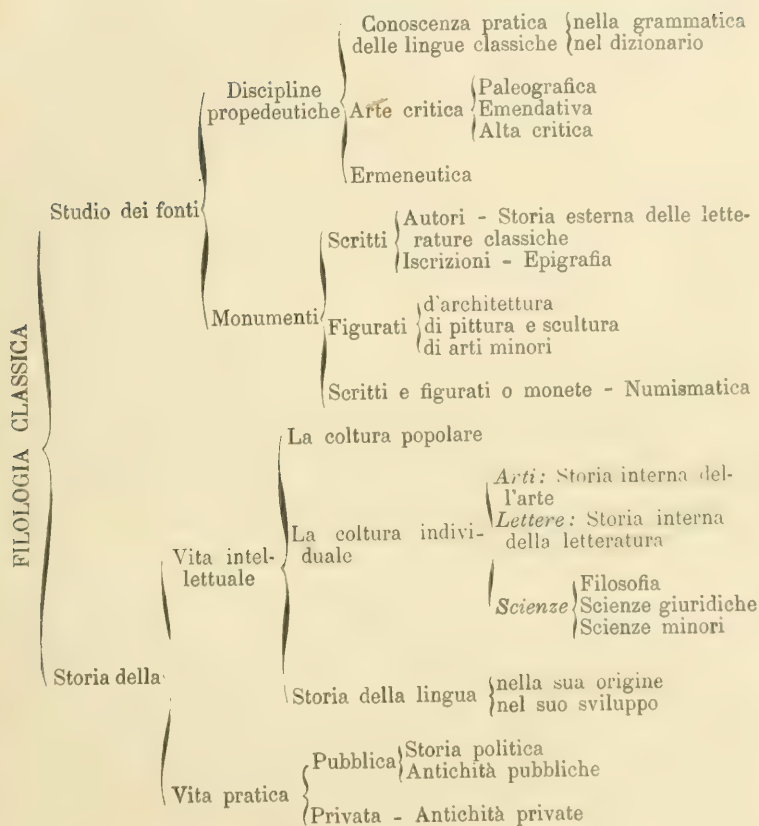 FILOLOGIA CLASSICA
Studio dei fonti
Discipline
propedeutiche
Conoscenza pratica
delle lingue classiche
nella grammatica
nel dizionario
Arte critica
Paleografica
Emendativa
Alta critica
Ermeneutica
Monumenti
Scritti
Autori - Storia esterna delle lette-
rature classiche
Iscrizioni - Epigrafia
Figurati
d'architettura
di pittura e scultura
di arti minori
Scritti e figurati o monete - Numismatica
Storia della
Vita intel-
lettuale
La coltura popolare
La coltura indivi-
duale
Arti: Storia interna del-
l'arte
Lettere: Storia interna
della letteratura
Scienze
Filosofia
Scienze giuridiche
Scienze minori
Storia della lingua
nella sua origine
nel suo sviluppo
Vita pratica
Pubblica
Storia politica
Antichità pubbliche
Privata - Antichità private